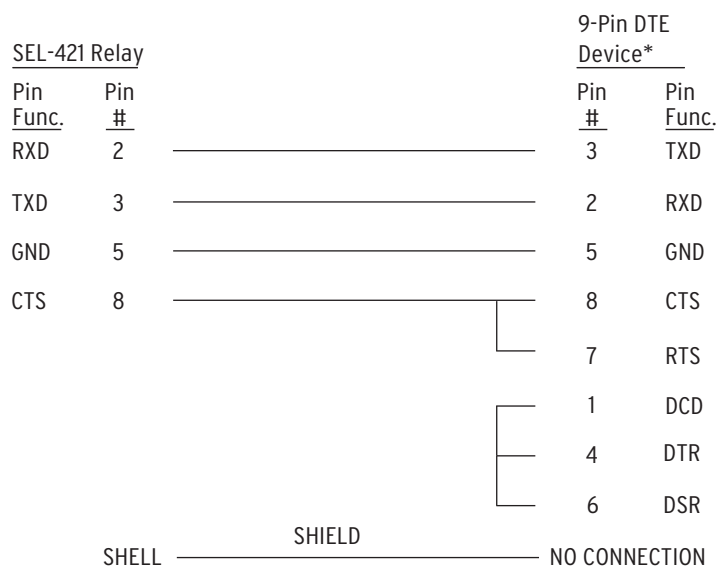 9-Pin DTE
SEL-421 Relay Device*
Pin Pin Pin Pin
Func. # # Func.
RXD 2 3 TXD
TXD 3 2 RXD
GND 5 5 GND
CTS 8 8 CTS
7 RTS
1 DCD
4 DTR
6 DSR
SHIELD
SHELL NO CONNECTION